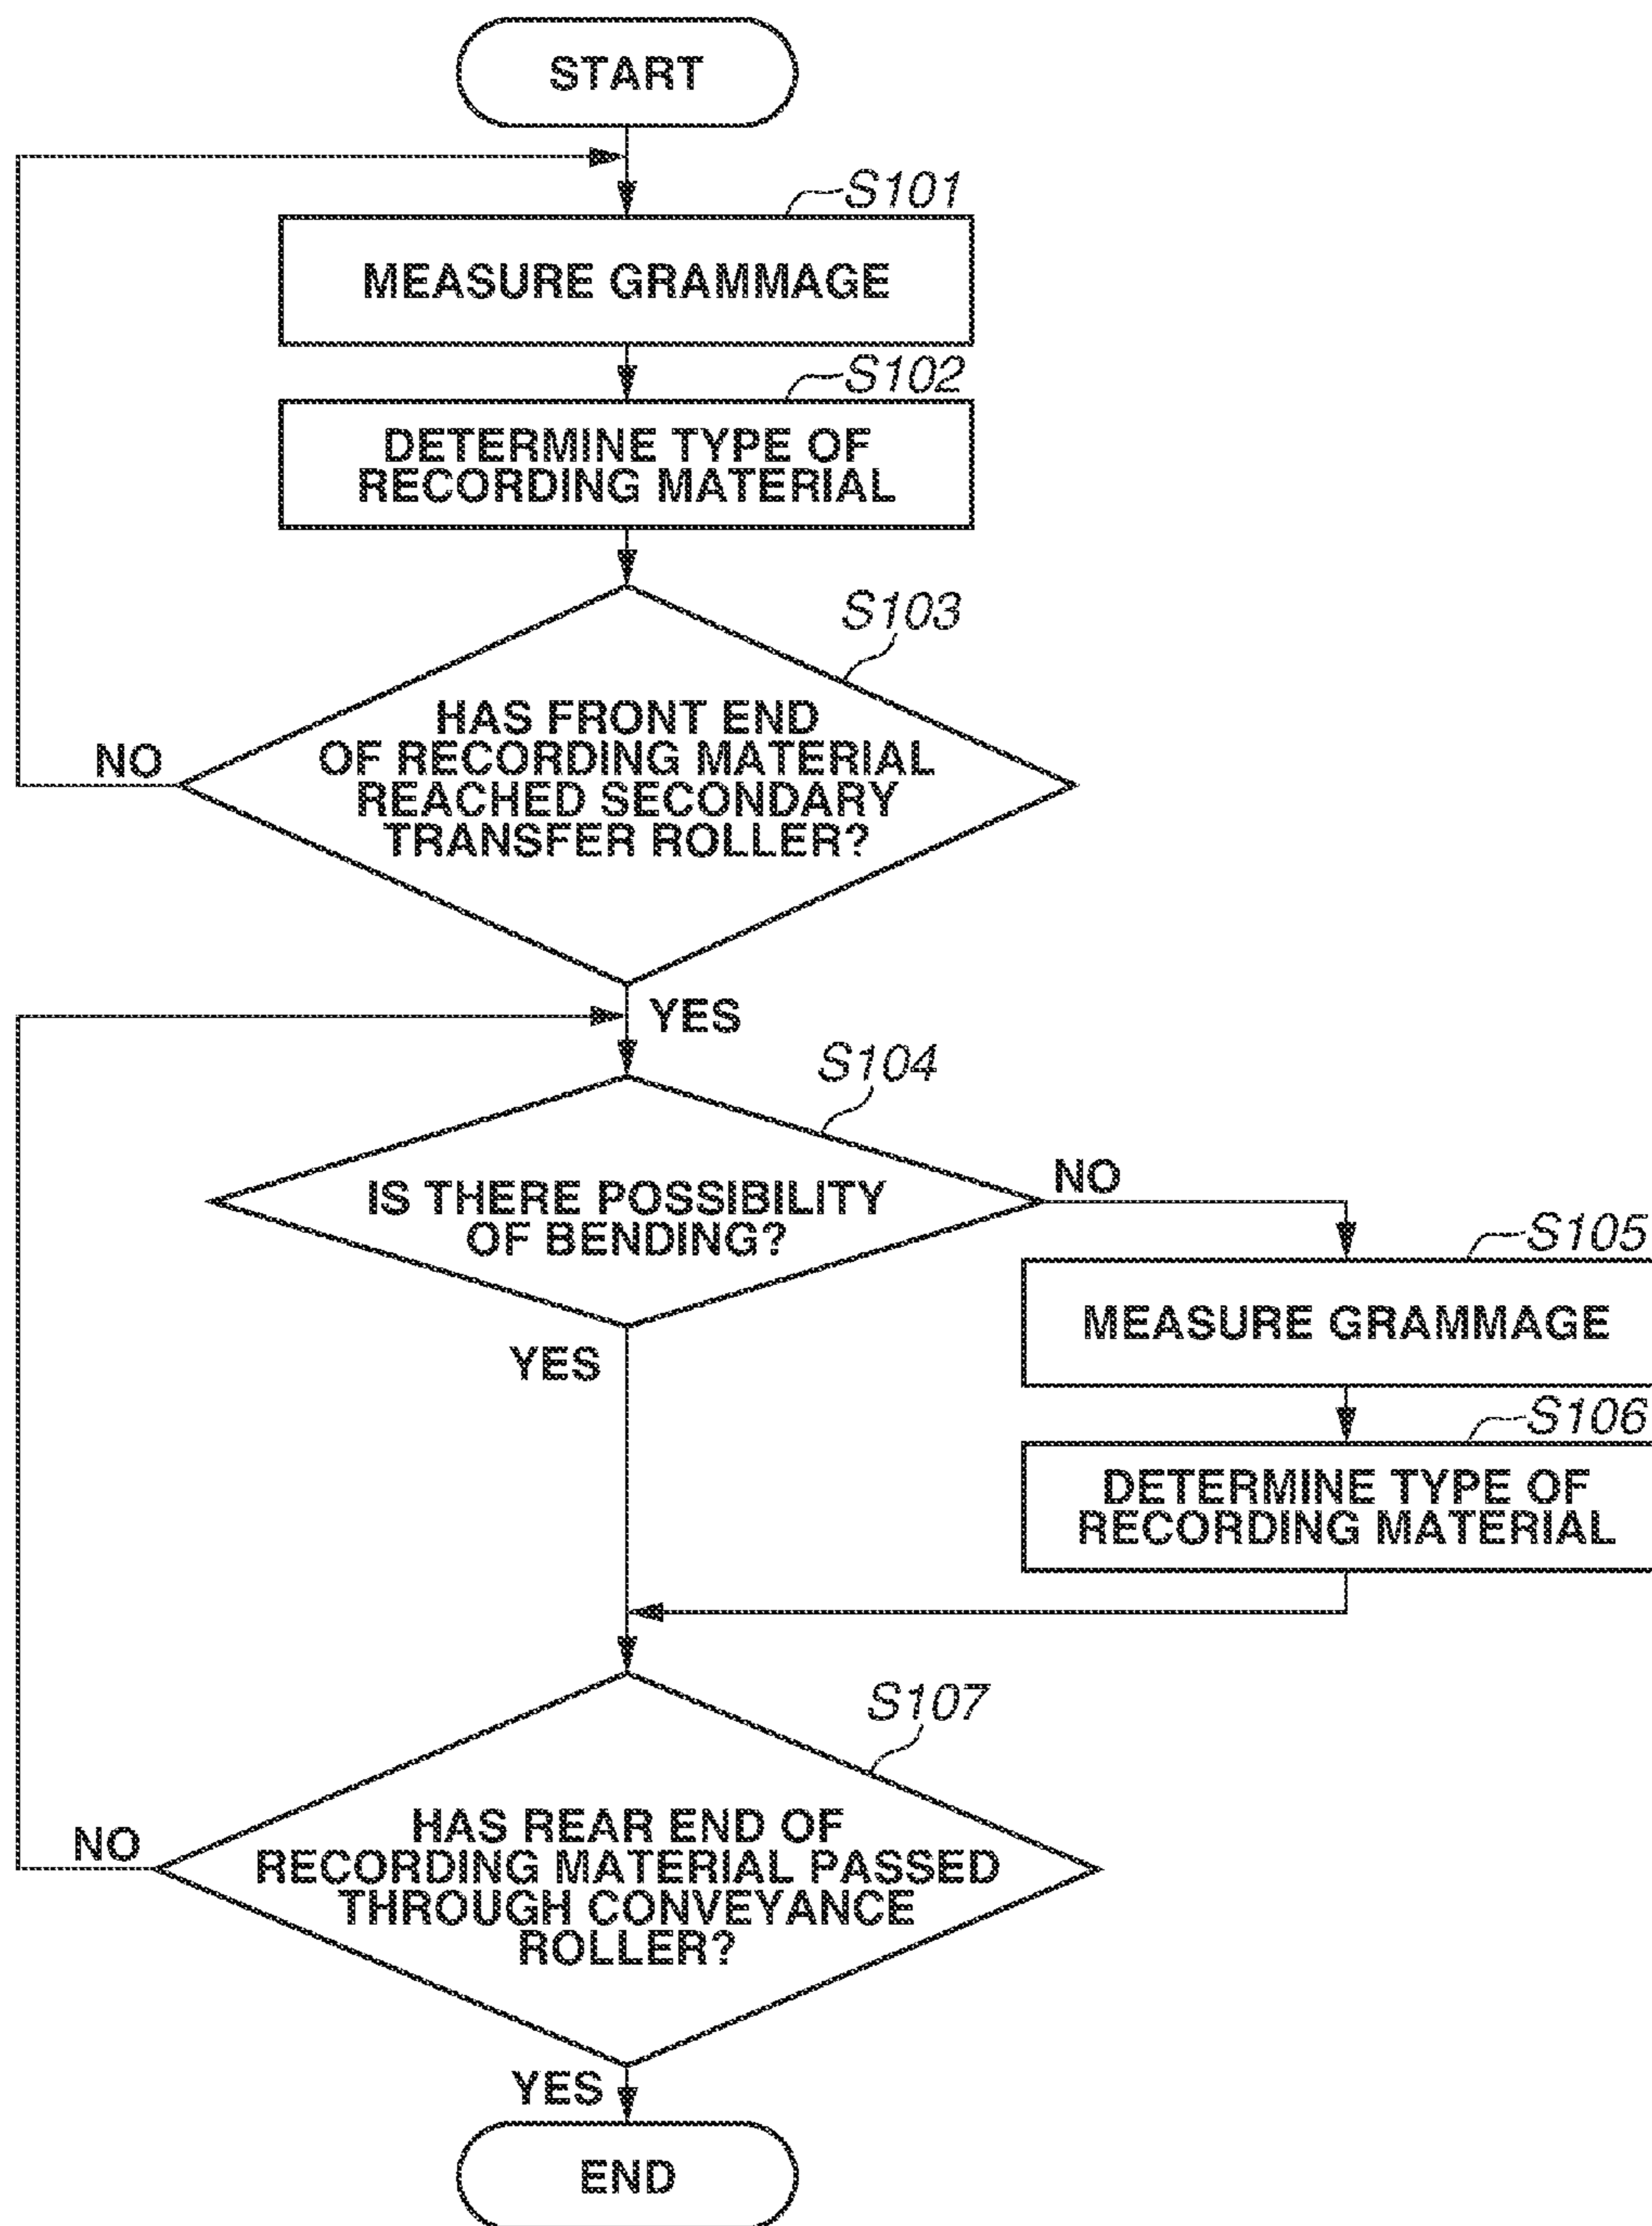 START
S101
MEASURE GRAMMAGE
S102
DETERMINE TYPE OF
RECORDING MATERIAL
S103
HAS FRONT END
OF RECORDING MATERIAL
REACHED SECONDARY
TRANSFER ROLLER?
NO
YES
S104
IS THERE POSSIBILITY
OF BENDING?
NO
YES
S105
MEASURE GRAMMAGE
S106
DETERMINE TYPE OF
RECORDING MATERIAL
S107
HAS REAR END OF
RECORDING MATERIAL PASSED
THROUGH CONVEYANCE
ROLLER?
NO
YES
END